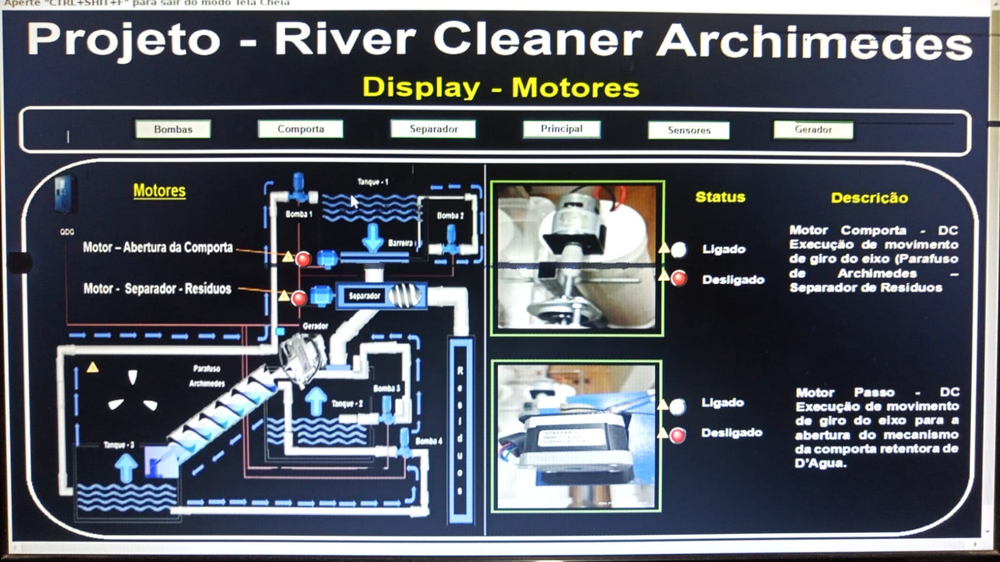 Aperte "CTRL+SHIT+F" para sair do modo Tela Cheia
Projeto - River Cleaner Archimedes
Display - Motores
Bombas
Comporta
Separador
Principal
Sensores
Gerador
Motores
QDG
Tanque - 1
Bomba 1
Bomba 2
Barreira
Motor – Abertura da Comporta
Motor - Separador - Resíduos
Separador
Gerador
Parafuso
Archimedes
Bomba 3
Tanque - 2
Bomba 4
Tanque - 3
Resíduos
Status
Ligado
Desligado
Descrição
Motor Comporta - DC
Execução de movimento
de giro do eixo (Parafuso
de Archimedes –
Separador de Resíduos
Ligado
Desligado
Motor Passo - DC
Execução de movimento
de giro do eixo para a
abertura do mecanismo
da comporta retentora de
D'Agua.